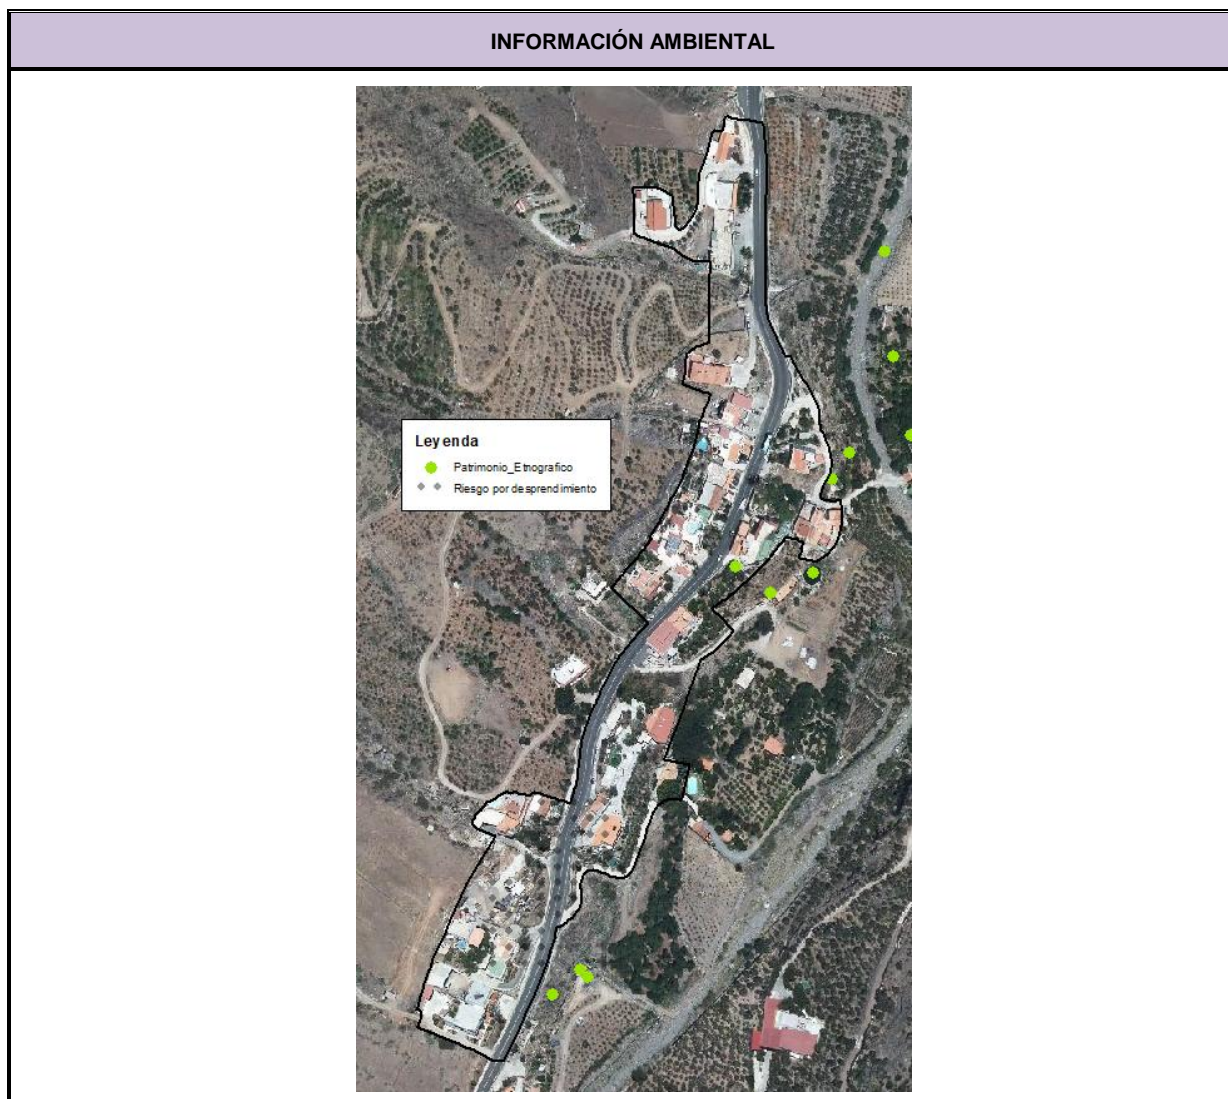 INFORMACIÓN AMBIENTAL
Leyenda
Patrimonio_Etnografico
Riesgo por desprendimiento